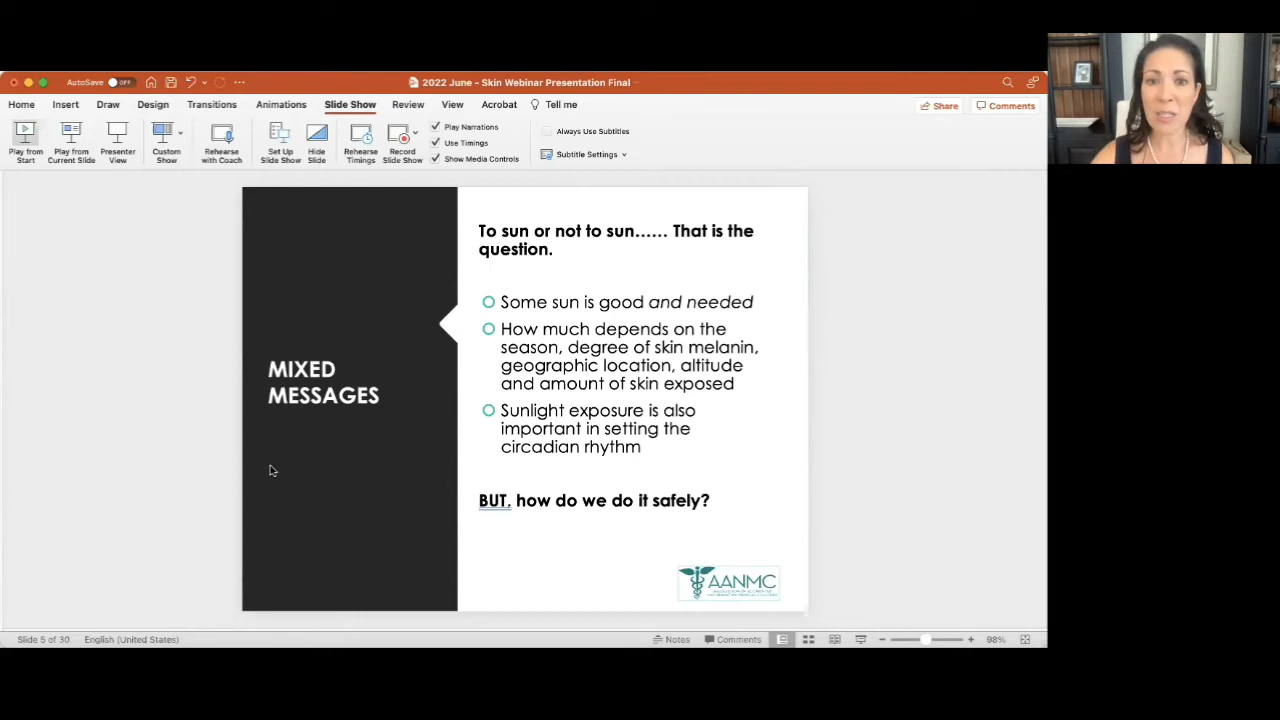 AutoSave OFF
2022 June - Skin Webinar Presentation Final
Home Insert Draw Design Transitions Animations Slide Show Review View Acrobat Tell me
Share Comments
Play from Start
Play from Current Slide
Presenter View
Custom Show
Rehearse with Coach
Set Up Slide Show
Hide Slide
Rehearse Timings
Record Slide Show
Play Narrations
Use Timings
Show Media Controls
Always Use Subtitles
Subtitle Settings
MIXED
MESSAGES
To sun or not to sun…… That is the
question.
Some sun is good and needed
How much depends on the
season, degree of skin melanin,
geographic location, altitude
and amount of skin exposed
Sunlight exposure is also
important in setting the
circadian rhythm
BUT, how do we do it safely?
AANMC
Slide 5 of 30 English (United States)
Notes Comments 98%